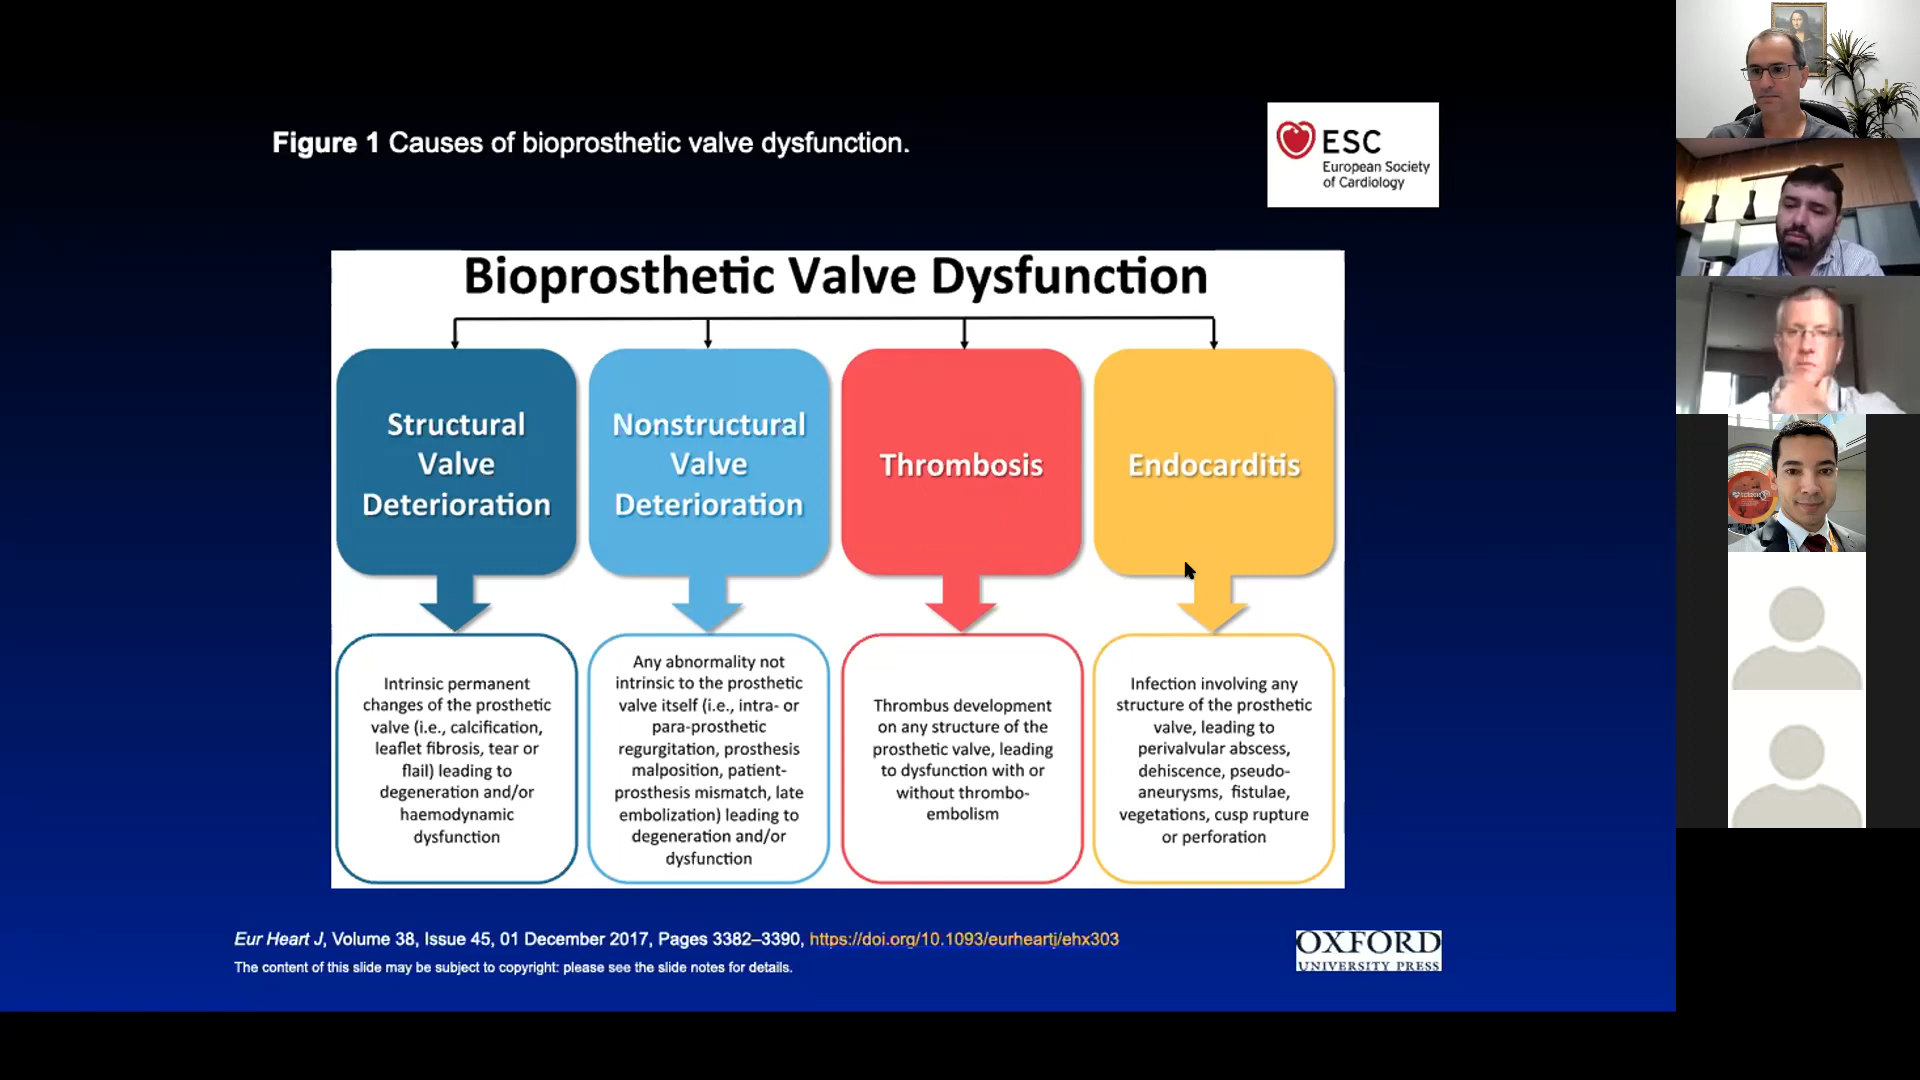 Figure 1 Causes of bioprosthetic valve dysfunction.
ESC
European Society
of Cardiology
Bioprosthetic Valve Dysfunction
Structural
Valve
Deterioration
Nonstructural
Valve
Deterioration
Thrombosis
Endocarditis
Intrinsic permanent
changes of the prosthetic
valve (i.e., calcification,
leaflet fibrosis, tear or
flail) leading to
degeneration and/or
haemodynamic
dysfunction
Any abnormality not
intrinsic to the prosthetic
valve itself (i.e., intra- or
para-prosthetic
regurgitation, prosthesis
malposition, patient-
prosthesis mismatch, late
embolization) leading to
degeneration and/or
dysfunction
Thrombus development
on any structure of the
prosthetic valve, leading
to dysfunction with or
without thrombo-
embolism
Infection involving any
structure of the prosthetic
valve, leading to
perivalvular abscess,
dehiscence, pseudo-
aneurysms, fistulae,
vegetations, cusp rupture
or perforation
Eur Heart J, Volume 38, Issue 45, 01 December 2017, Pages 3382–3390, https://doi.org/10.1093/eurheartj/ehx303
The content of this slide may be subject to copyright: please see the slide notes for details.
OXFORD
UNIVERSITY PRESS